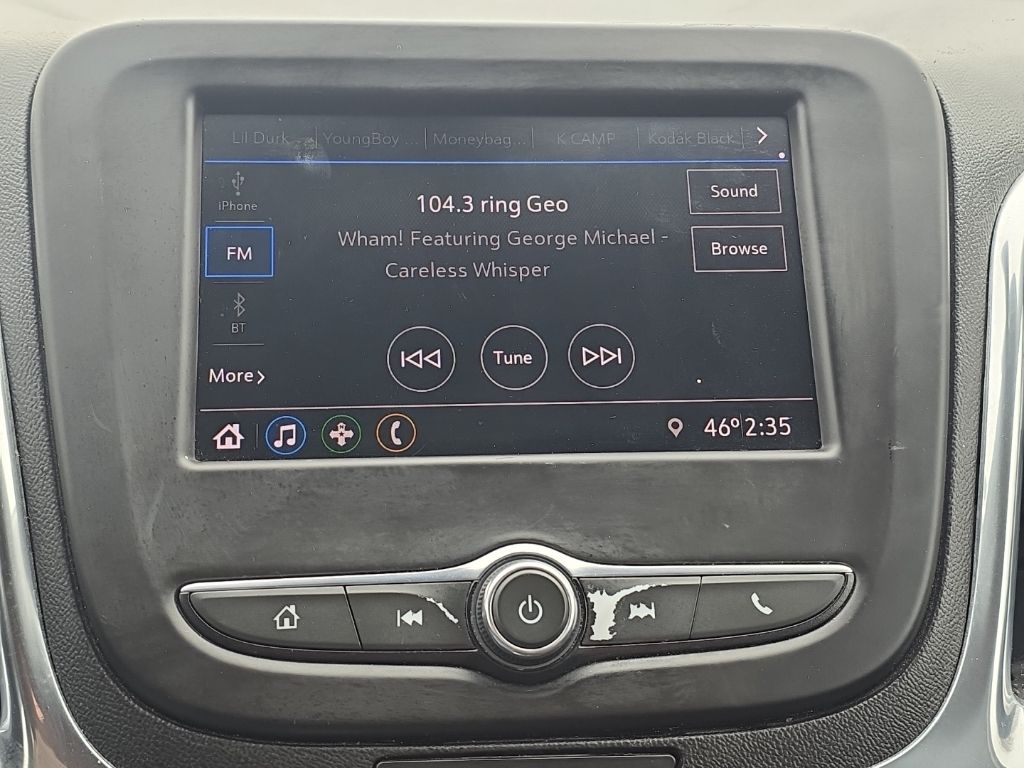 Lil Durk YoungBoy ... Moneybag... K CAMP Kodak Black
iPhone
104.3 ring Geo
Sound
FM
Wham! Featuring George Michael -
Careless Whisper
Browse
BT
Tune
More
46° 2:35